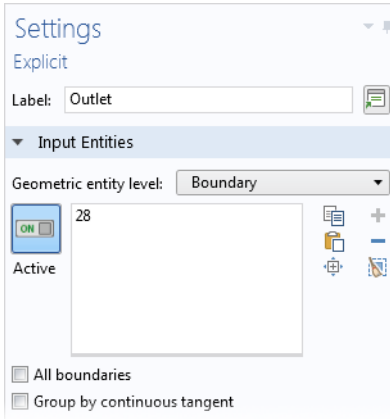 Settings
Explicit
Label: Outlet
Input Entities
Geometric entity level: Boundary
ON 28
Active
All boundaries
Group by continuous tangent